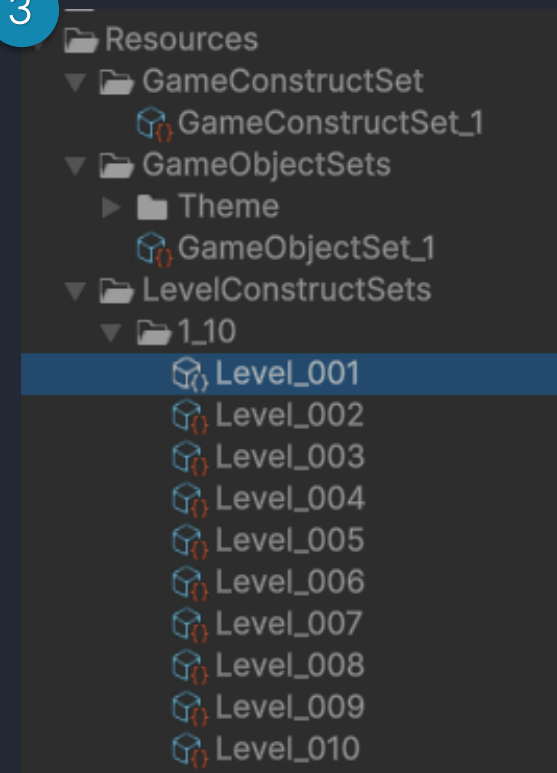 3
Resources
GameConstructSet
GameConstructSet_1
GameObjectSets
Theme
GameObjectSet_1
LevelConstructSets
1_10
Level_001
Level_002
Level_003
Level_004
Level_005
Level_006
Level_007
Level_008
Level_009
Level_010